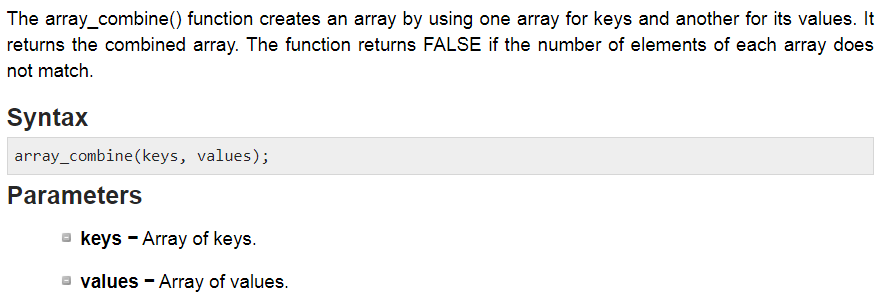 The array_combine() function creates an array by using one array for keys and another for its values. It
returns the combined array. The function returns FALSE if the number of elements of each array does
not match.
Syntax
array_combine(keys, values);
Parameters
keys − Array of keys.
values − Array of values.